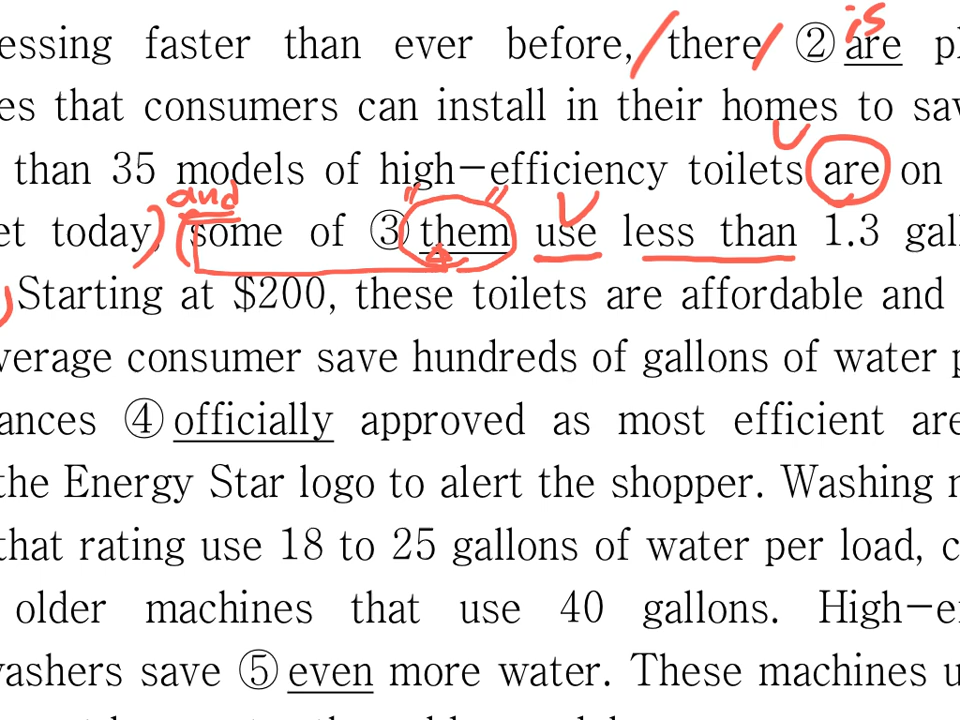 is
essing faster than ever before, there ② are pl
es that consumers can install in their homes to sav
than 35 models of high-efficiency toilets are on
and
et today, some of ③ them use less than 1.3 gall
Starting at $200, these toilets are affordable and
verage consumer save hundreds of gallons of water p
ances ④ officially approved as most efficient are
the Energy Star logo to alert the shopper. Washing
that rating use 18 to 25 gallons of water per load, c
older machines that use 40 gallons. High-e
washers save ⑤ even more water. These machines u